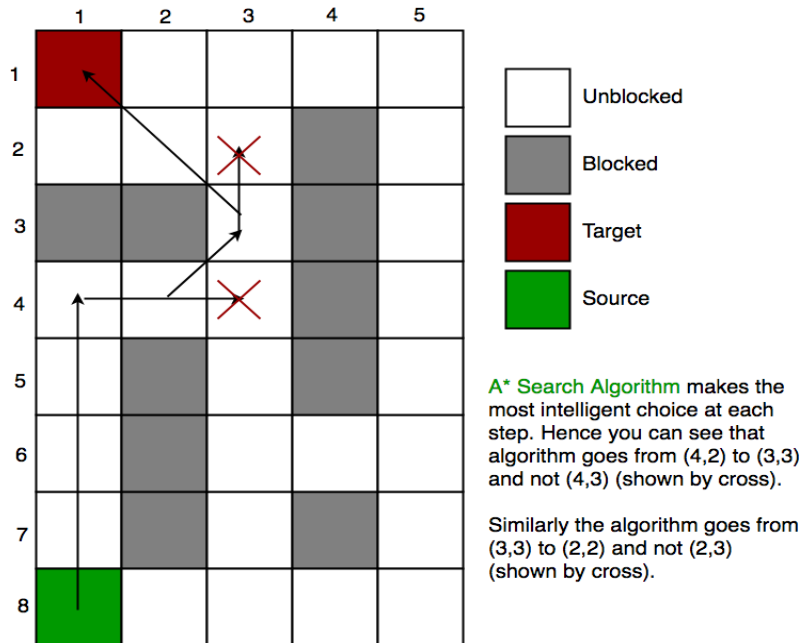 1 2 3 4 5
1
2
3
4
5
6
7
8
Unblocked
Blocked
Target
Source
A* Search Algorithm makes the
most intelligent choice at each
step. Hence you can see that
algorithm goes from (4,2) to (3,3)
and not (4,3) (shown by cross).
Similarly the algorithm goes from
(3,3) to (2,2) and not (2,3)
(shown by cross).